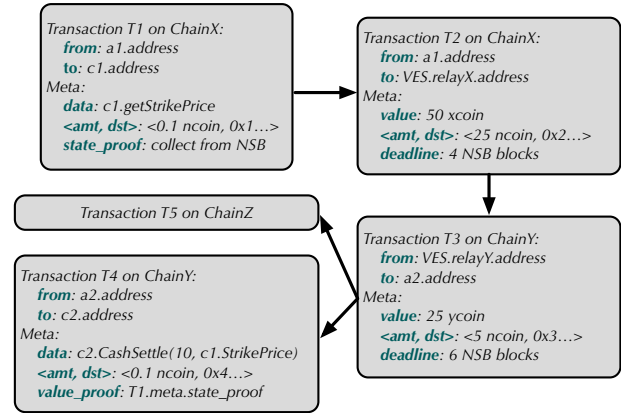 Transaction T1 on ChainX:
from: a1.address
to: c1.address
Meta:
data: c1.getStrikePrice
<amt, dst>: <0.1 ncoin, 0x1…>
state_proof: collect from NSB
Transaction T2 on ChainX:
from: a1.address
to: VES.relayX.address
Meta:
value: 50 xcoin
<amt, dst>: <25 ncoin, 0x2…>
deadline: 4 NSB blocks
Transaction T3 on ChainY:
from: VES.relayY.address
to: a2.address
Meta:
value: 25 ycoin
<amt, dst>: <5 ncoin, 0x3…>
deadline: 6 NSB blocks
Transaction T5 on ChainZ
Transaction T4 on ChainY:
from: a2.address
to: c2.address
Meta:
data: c2.CashSettle(10, c1.StrikePrice)
<amt, dst>: <0.1 ncoin, 0x4…>
value_proof: T1.meta.state_proof